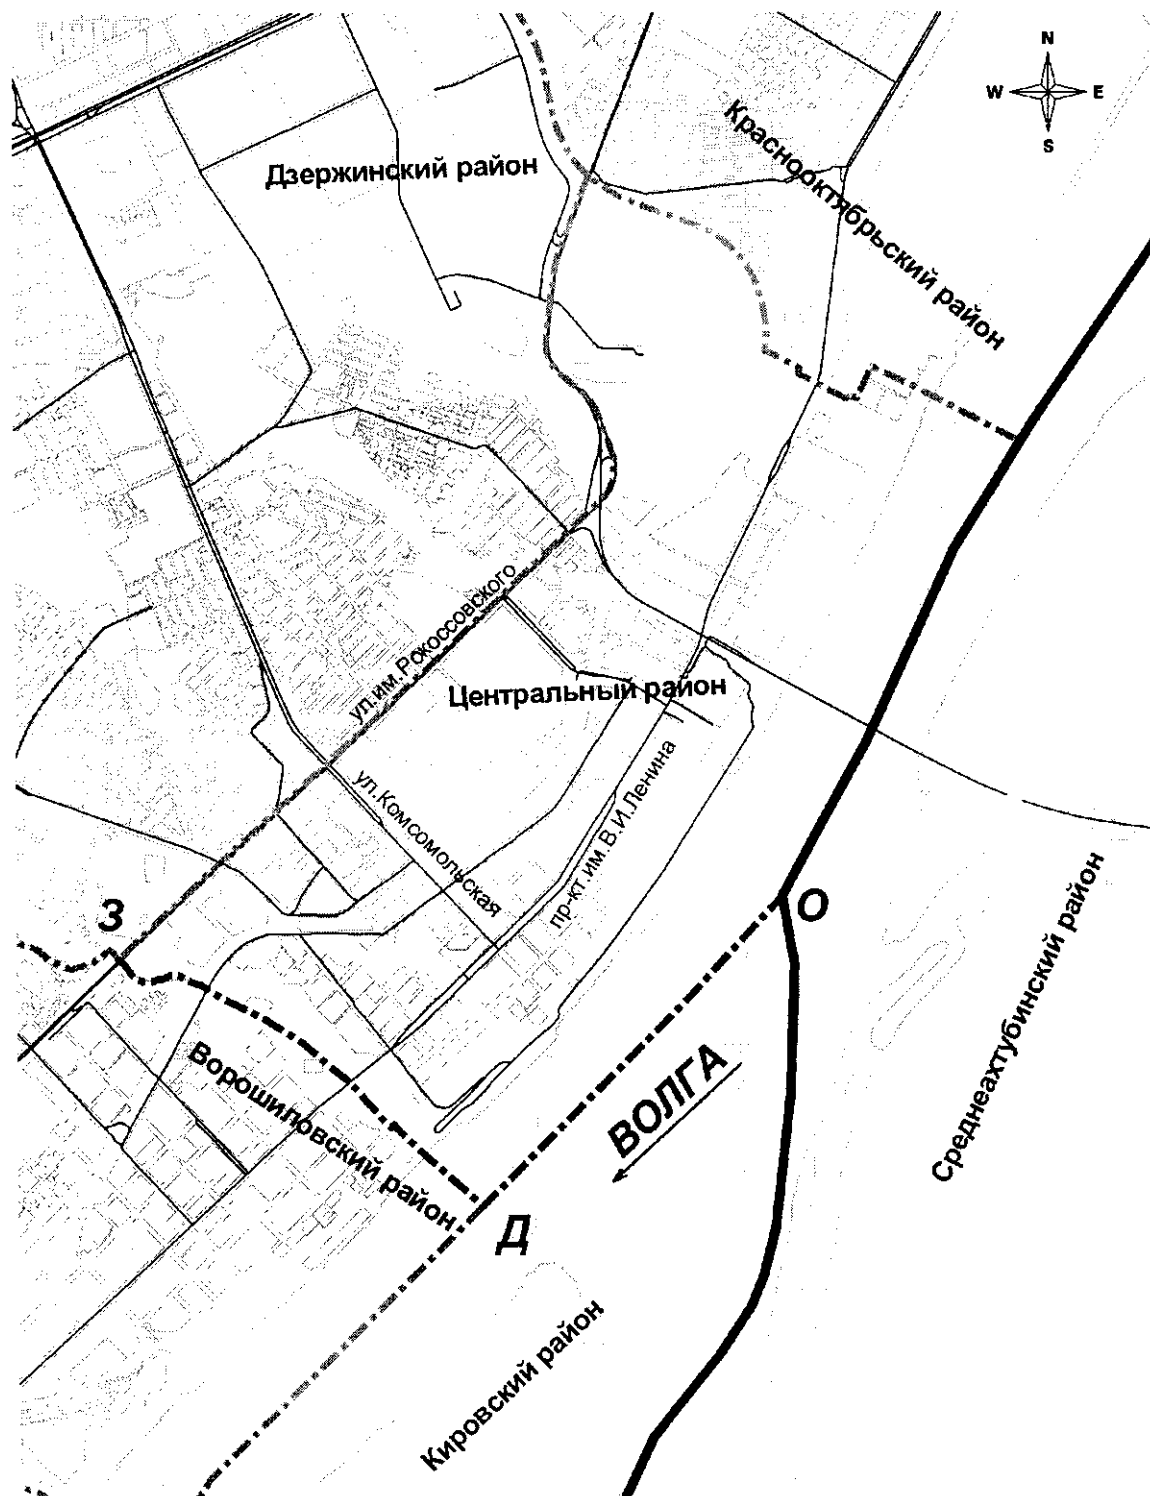 N
W E
S
Дзержинский район
Краснооктябрьский район
ул.им.Рокоссовского
Центральный район
ул.Комсомольская
пр-кт.им.В.И.Ленина
З
О
Среднеахтубинский район
Ворошиловский район
ВОЛГА
Д
Кировский район